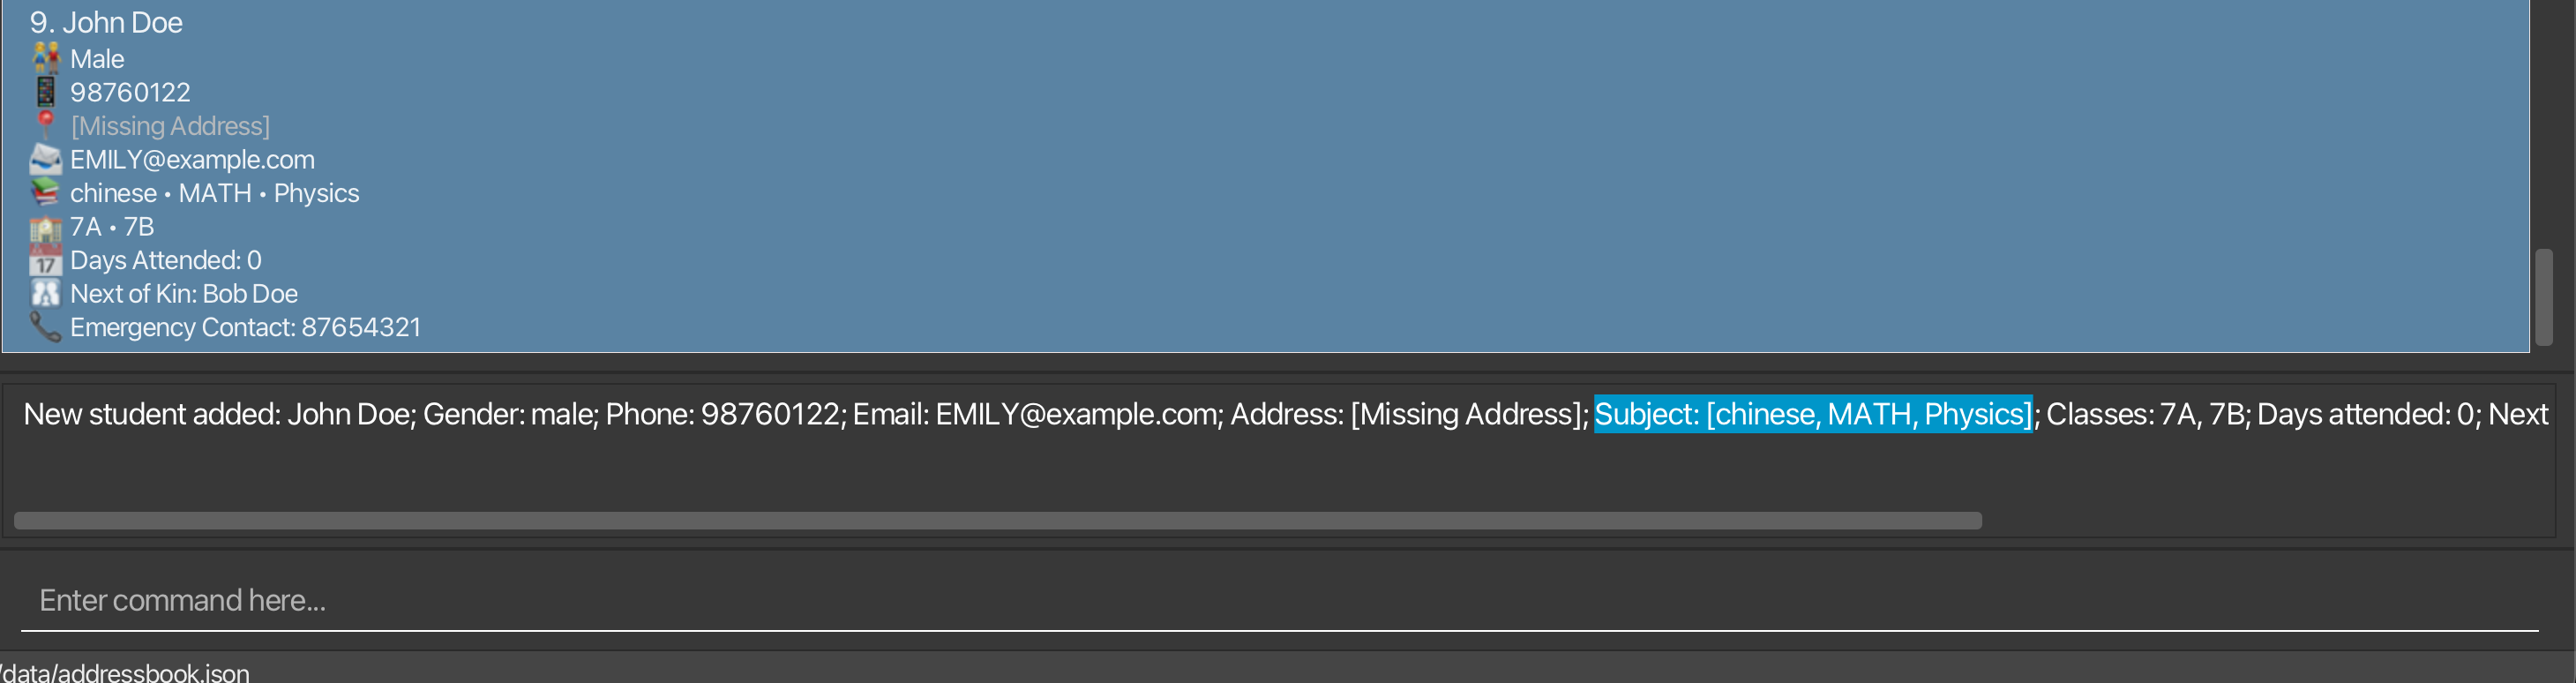 9. John Doe
Male
98760122
[Missing Address]
EMILY@example.com
chinese • MATH • Physics
7A • 7B
17 Days Attended: 0
Next of Kin: Bob Doe
Emergency Contact: 87654321
New student added: John Doe; Gender: male; Phone: 98760122; Email: EMILY@example.com; Address: [Missing Address]; Subject: [chinese, MATH, Physics]; Classes: 7A, 7B; Days attended: 0; Next
Enter command here...
/data/addressbook.json